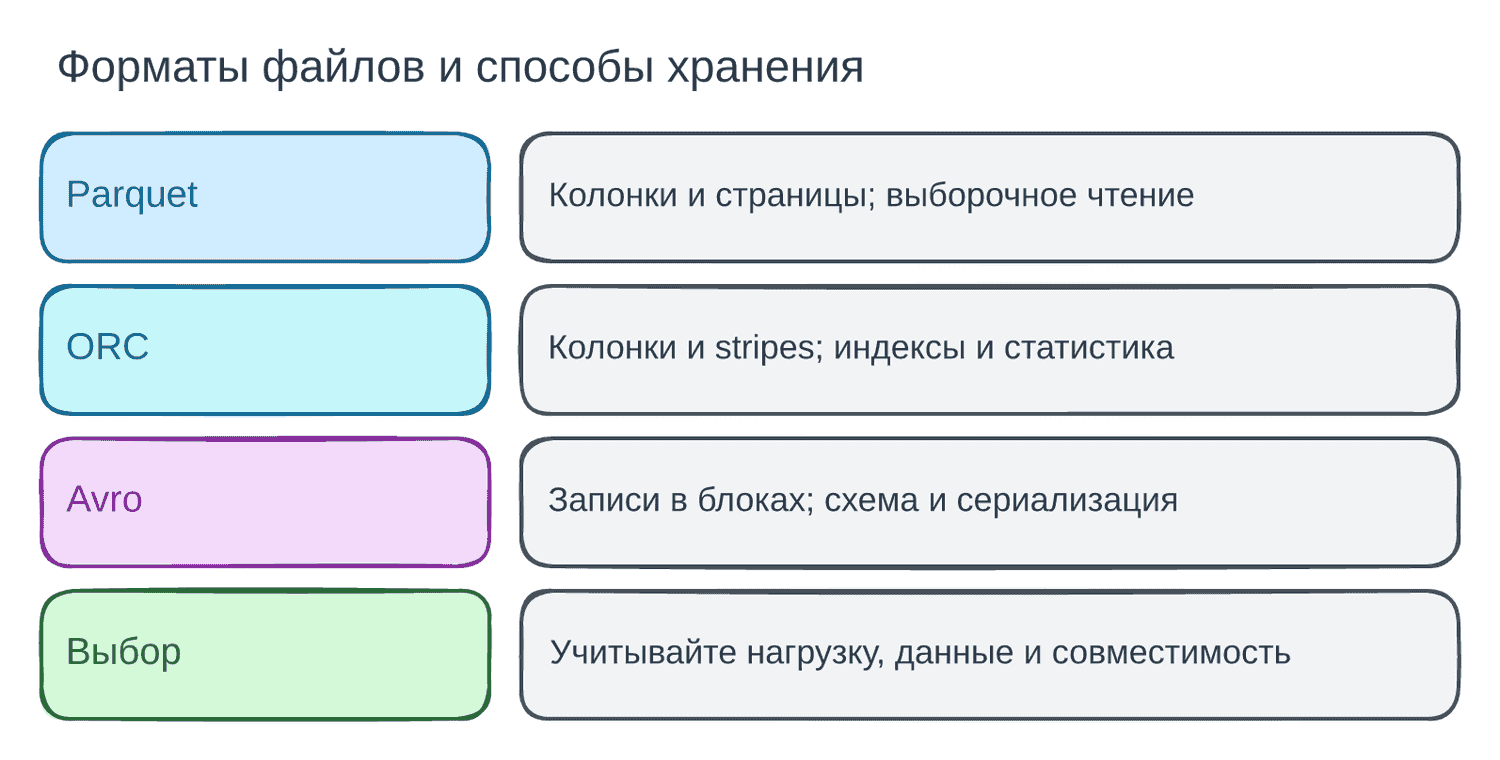 Форматы файлов и способы хранения
Parquet
Колонки и страницы; выборочное чтение
ORC
Колонки и stripes; индексы и статистика
Avro
Записи в блоках; схема и сериализация
Выбор
Учитывайте нагрузку, данные и совместимость